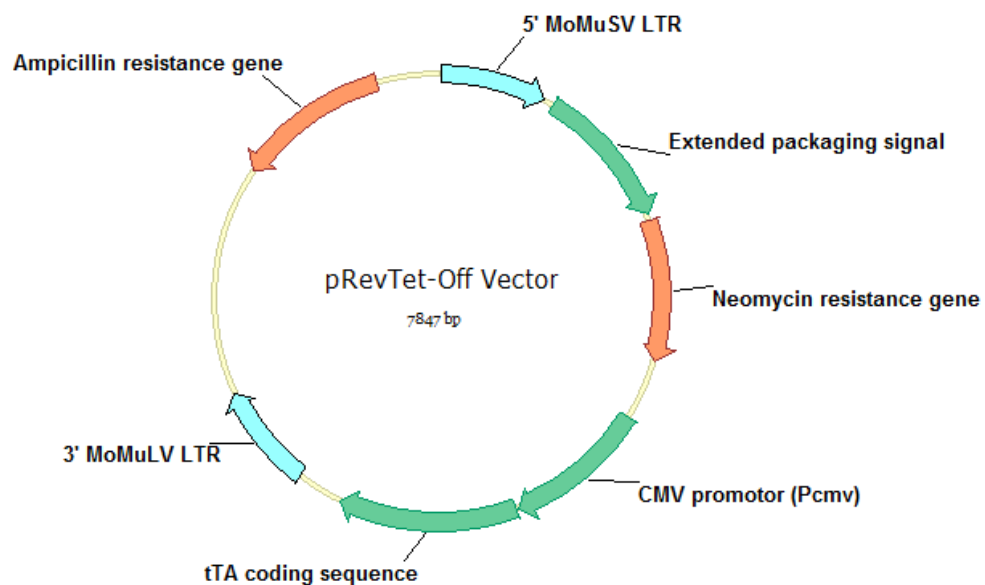 5' MoMuSV LTR
Ampicillin resistance gene
Extended packaging signal
pRevTet-Off Vector
7847 bp
Neomycin resistance gene
3' MoMuLV LTR
CMV promotor (Pcmv)
tTA coding sequence